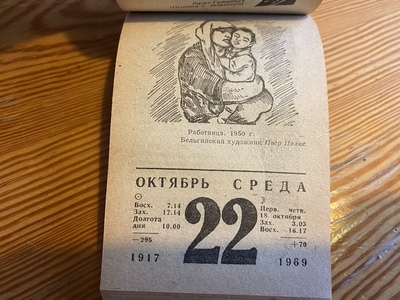 Работница. 1950 г.
Бельгийский художник Пьер Полюс
ОКТЯБРЬ СРЕДА
Восх. 7.14
Зах. 17.14
Долгота
дня 10.00
—295
1917
22
Перв. четв.
18 октября
Зах. 3.03
Восх. 16.17
+70
1969